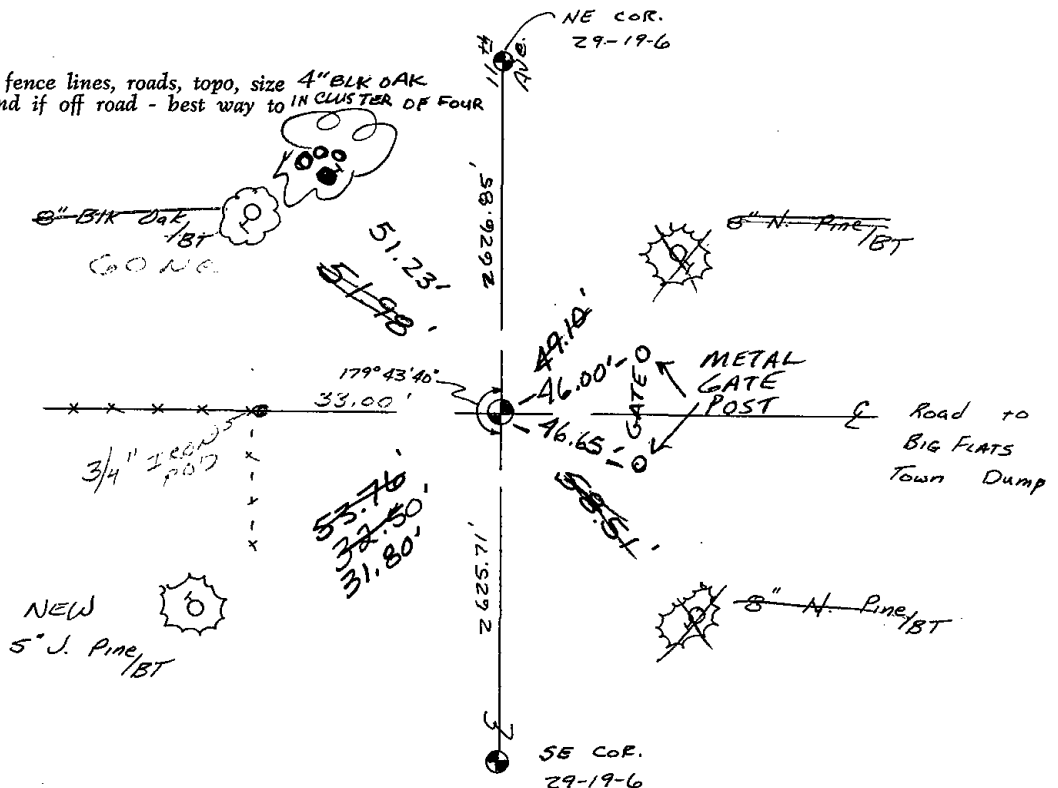 NE COR.
29-19-6
11th AVE.
fence lines, roads, topo, size 4" BLK OAK
nd if off road - best way to IN CLUSTER OF FOUR
8" Blk Oak/BT
GONE
8" N. Pine/BT
2626.85'
51.23'
51.98'
49.10'
46.00'
METAL
GATE
POST
GATE
179°43'40"
33.00'
46.65'
Road to
BIG FLATS
Town Dump
3/4" IRON
ROD
53.76'
32.50'
31.80'
58.51'
2625.71'
NEW
5" J. Pine/BT
8" N. Pine/BT
SE COR.
29-19-6